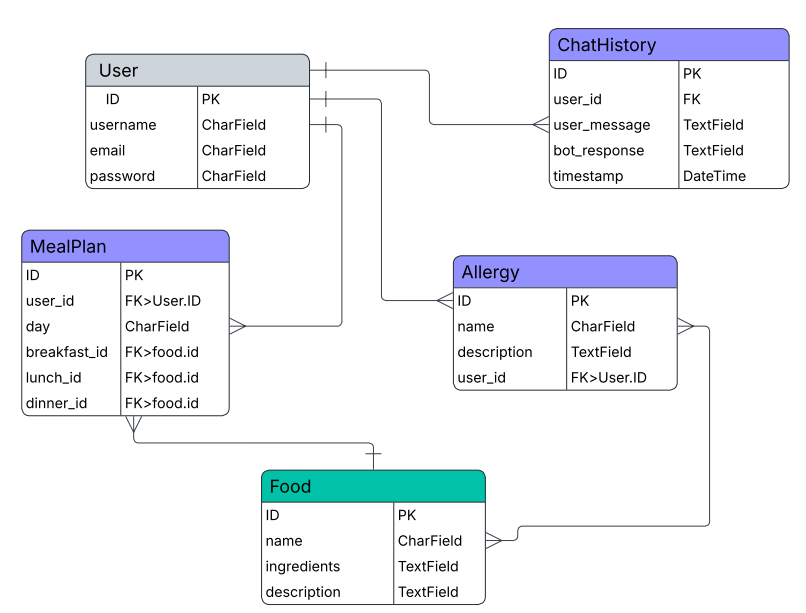 User
ID PK
username CharField
email CharField
password CharField
ChatHistory
ID PK
user_id FK
user_message TextField
bot_response TextField
timestamp DateTime
MealPlan
ID PK
user_id FK>User.ID
day CharField
breakfast_id FK>food.id
lunch_id FK>food.id
dinner_id FK>food.id
Allergy
ID PK
name CharField
description TextField
user_id FK>User.ID
Food
ID PK
name CharField
ingredients TextField
description TextField